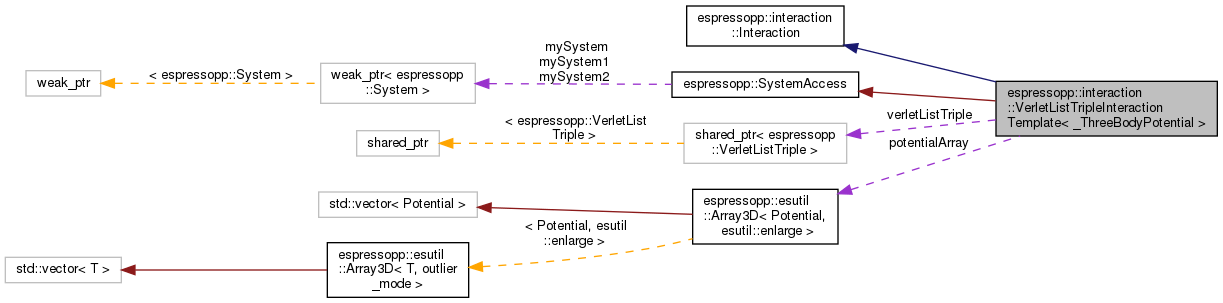 espressopp::interaction
::Interaction
mySystem
mySystem1
mySystem2
< espressopp::System >
weak_ptr
weak_ptr< espressopp
::System >
espressopp::SystemAccess
espressopp::interaction
::VerletListTripleInteraction
Template< _ThreeBodyPotential >
verletListTriple
< espressopp::VerletList
Triple >
shared_ptr
shared_ptr< espressopp
::VerletListTriple >
potentialArray
std::vector< Potential >
espressopp::esutil
::Array3D< Potential,
esutil::enlarge >
< Potential, esutil
::enlarge >
std::vector< T >
espressopp::esutil
::Array3D< T, outlier
_mode >